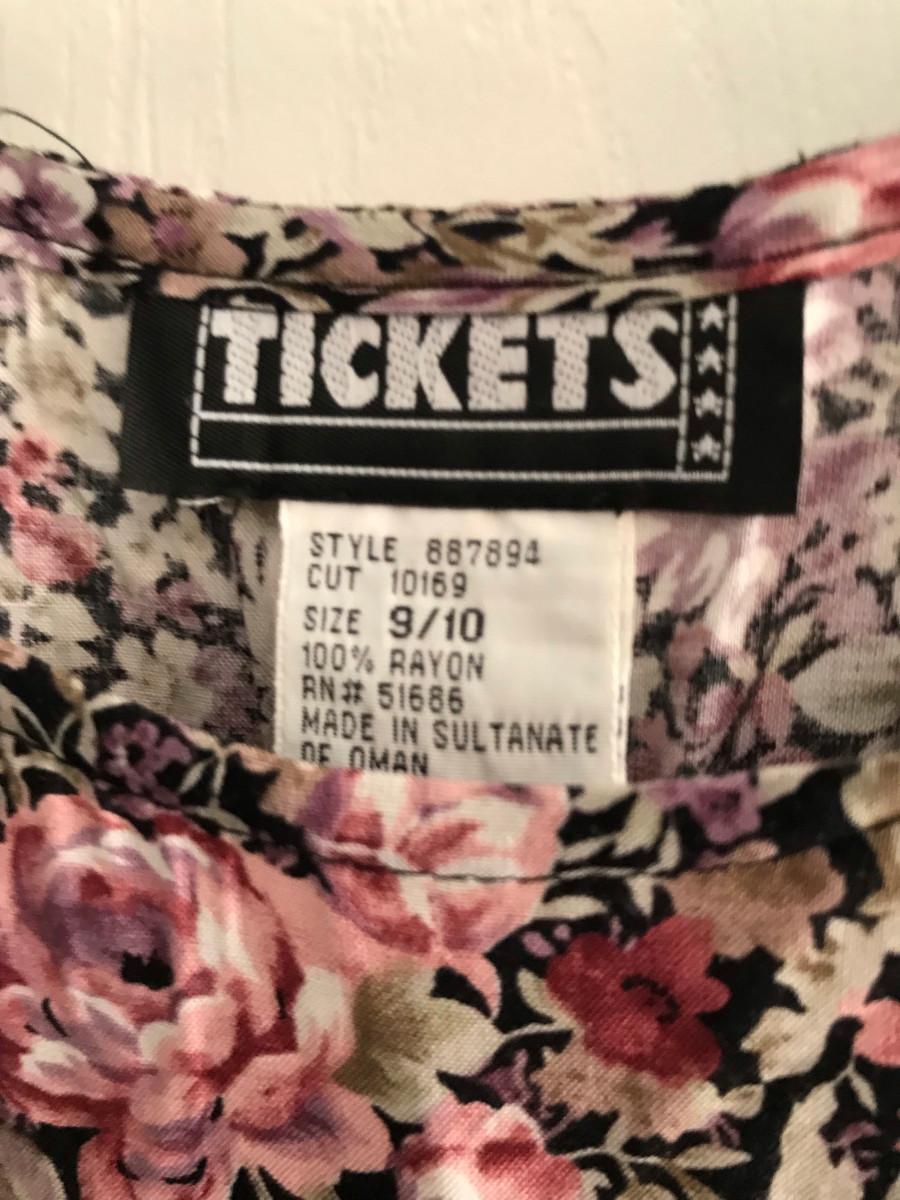 TICKETS
STYLE 887894
CUT 10169
SIZE 9/10
100% RAYON
RN# 51686
MADE IN SULTANATE
OF OMAN